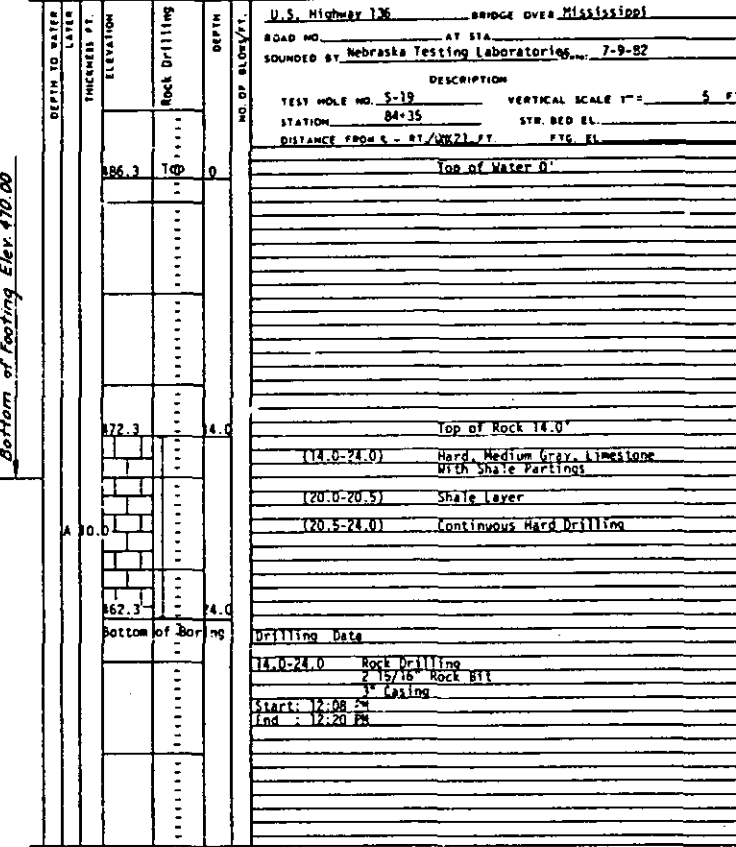 U.S. Highway 136 BRIDGE OVER Mississippi
ROAD NO. AT STA.
SOUNDED BY Nebraska Testing Laboratories 7-9-82
DESCRIPTION
TEST HOLE NO. S-19 VERTICAL SCALE 1"= 5 FT
STATION 84+35 STR. BED EL.
DISTANCE FROM RT./ 21 FT. FTG. EL.
DEPTH TO WATER
LAYER
THICKNESS FT.
ELEVATION
Rock Drilling
DEPTH
NO. OF BLOWS/FT.
Bottom of Footing Elev. 470.00
486.3 Top 0 Top of Water 0'
472.3 14.0 Top of Rock 14.0'
(14.0-24.0) Hard, Medium Gray, Limestone
With Shale Partings
(20.0-20.5) Shale Layer
A 10.0 (20.5-24.0) Continuous Hard Drilling
462.3 24.0
Bottom of Boring Drilling Data
14.0-24.0 Rock Drilling
2 15/16" Rock Bit
3" Casing
Start: 12:08 PM
End : 12:20 PM